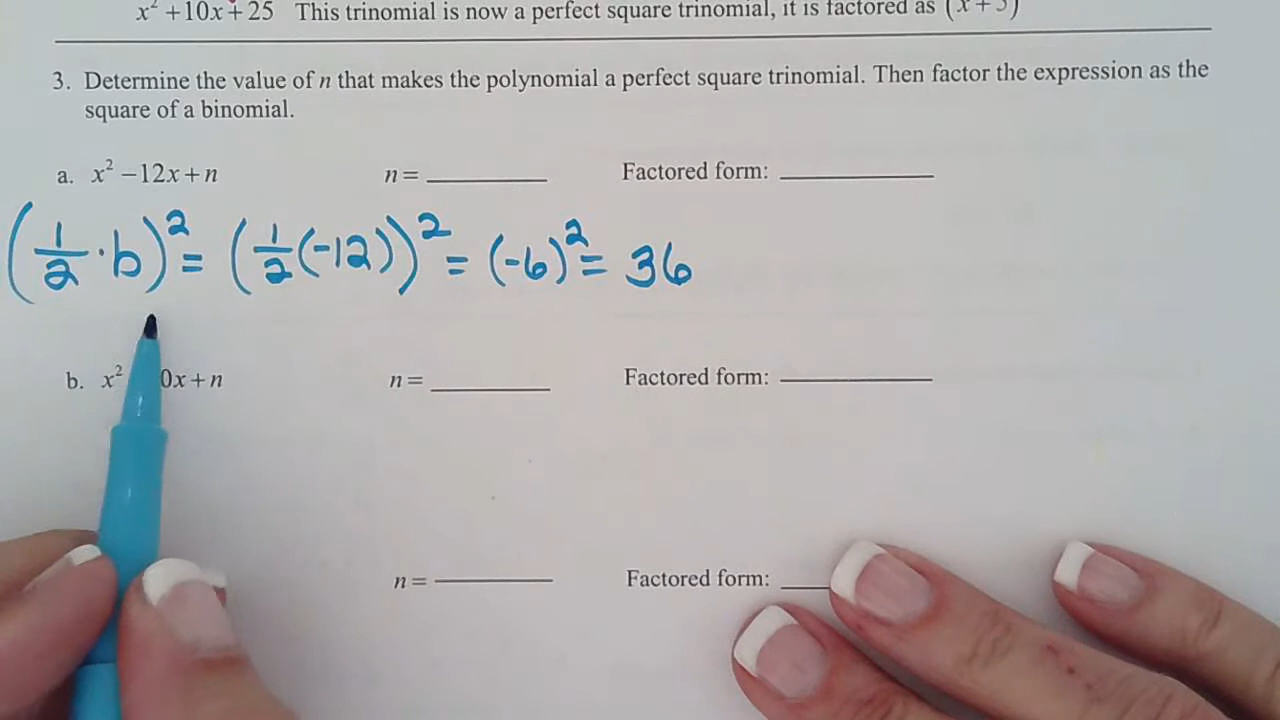 x² +10x+25 This trinomial is now a perfect square trinomial, it is factored as (x+5)
3. Determine the value of n that makes the polynomial a perfect square trinomial. Then factor the expression as the
square of a binomial.
a. x² −12x+n n= ________ Factored form: ________
(1/2 · b)² = (1/2 (-12))² = (-6)² = 36
b. x² 0x+n n= ________ Factored form: ________
n= ________ Factored form: ____